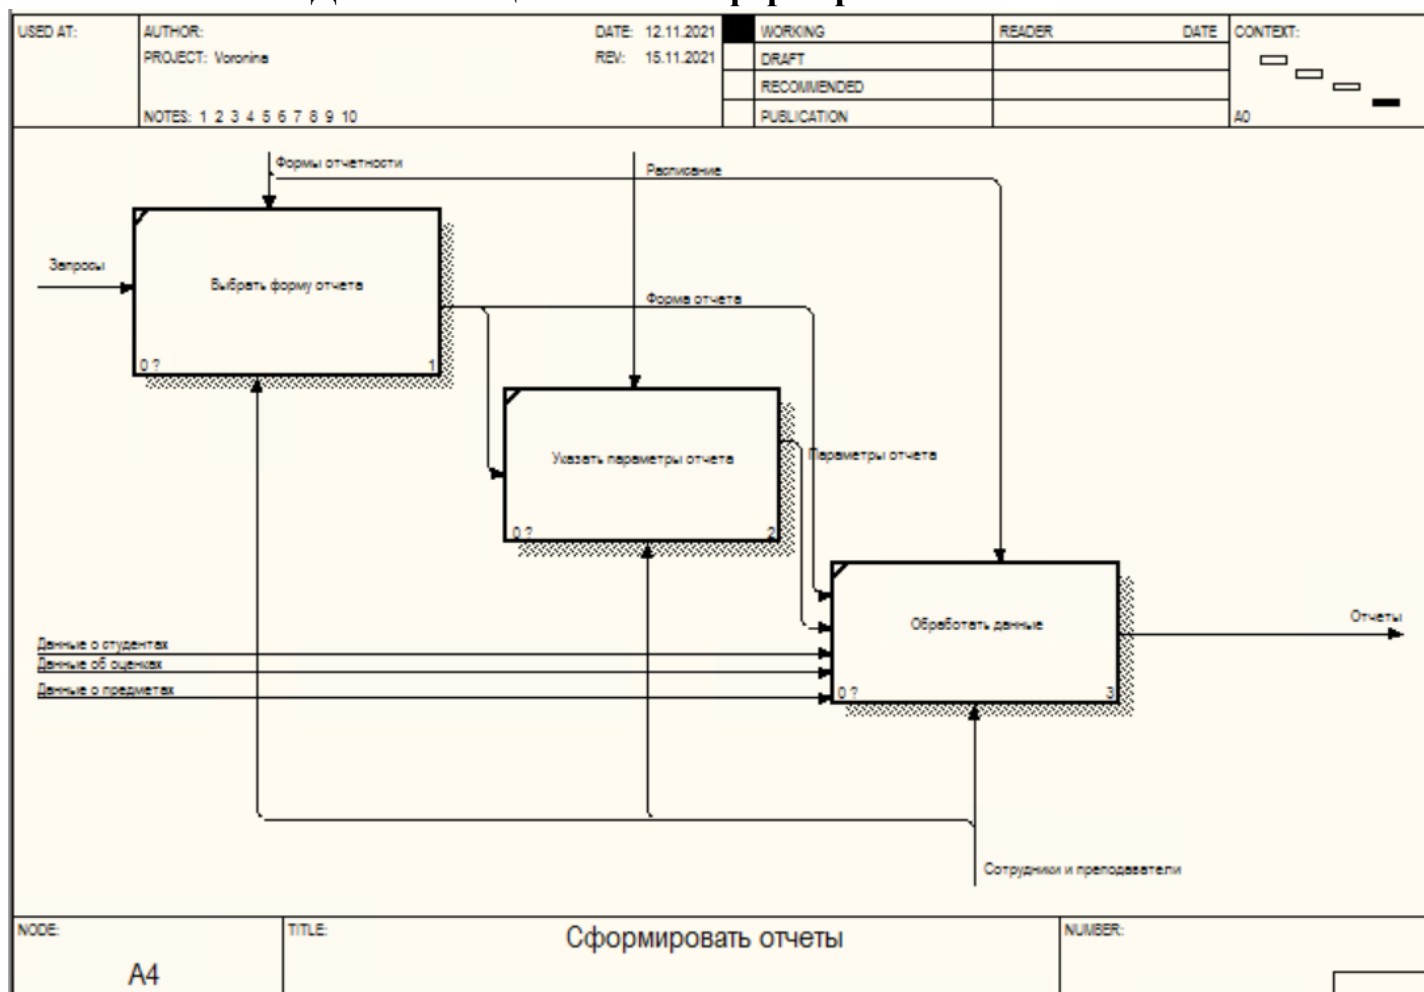 USED AT:
AUTHOR:
DATE: 12.11.2021
WORKING
READER
DATE
CONTEXT:
PROJECT: Voronina
REV: 15.11.2021
DRAFT
RECOMMENDED
NOTES: 1 2 3 4 5 6 7 8 9 10
PUBLICATION
A0
Формы отчетности
Расписание
Запросы
Выбрать форму отчета
Форма отчета
0 ?
1
Указать параметры отчета
Параметры отчета
0 ?
2
Обработать данные
Отчеты
Данные о студентах
Данные об оценках
Данные о предметах
0 ?
3
Сотрудники и преподаватели
NODE:
TITLE:
Сформировать отчеты
NUMBER:
A4